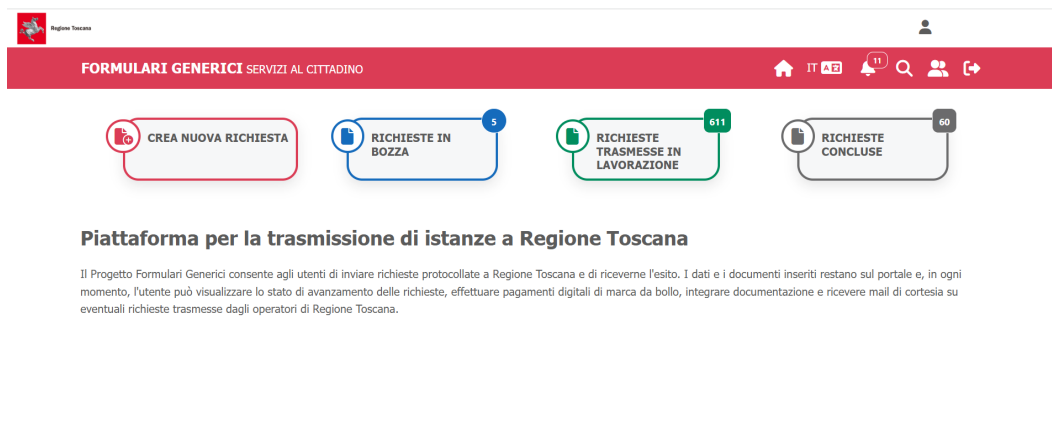 Regione Toscana
FORMULARI GENERICI SERVIZI AL CITTADINO
IT
11
CREA NUOVA RICHIESTA
5
RICHIESTE IN
BOZZA
611
RICHIESTE
TRASMESSE IN
LAVORAZIONE
60
RICHIESTE
CONCLUSE
Piattaforma per la trasmissione di istanze a Regione Toscana
Il Progetto Formulari Generici consente agli utenti di inviare richieste protocollate a Regione Toscana e di riceverne l'esito. I dati e i documenti inseriti restano sul portale e, in ogni
momento, l'utente può visualizzare lo stato di avanzamento delle richieste, effettuare pagamenti digitali di marca da bollo, integrare documentazione e ricevere mail di cortesia su
eventuali richieste trasmesse dagli operatori di Regione Toscana.